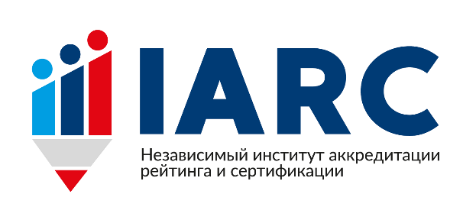 IARC
Независимый институт аккредитации
рейтинга и сертификации